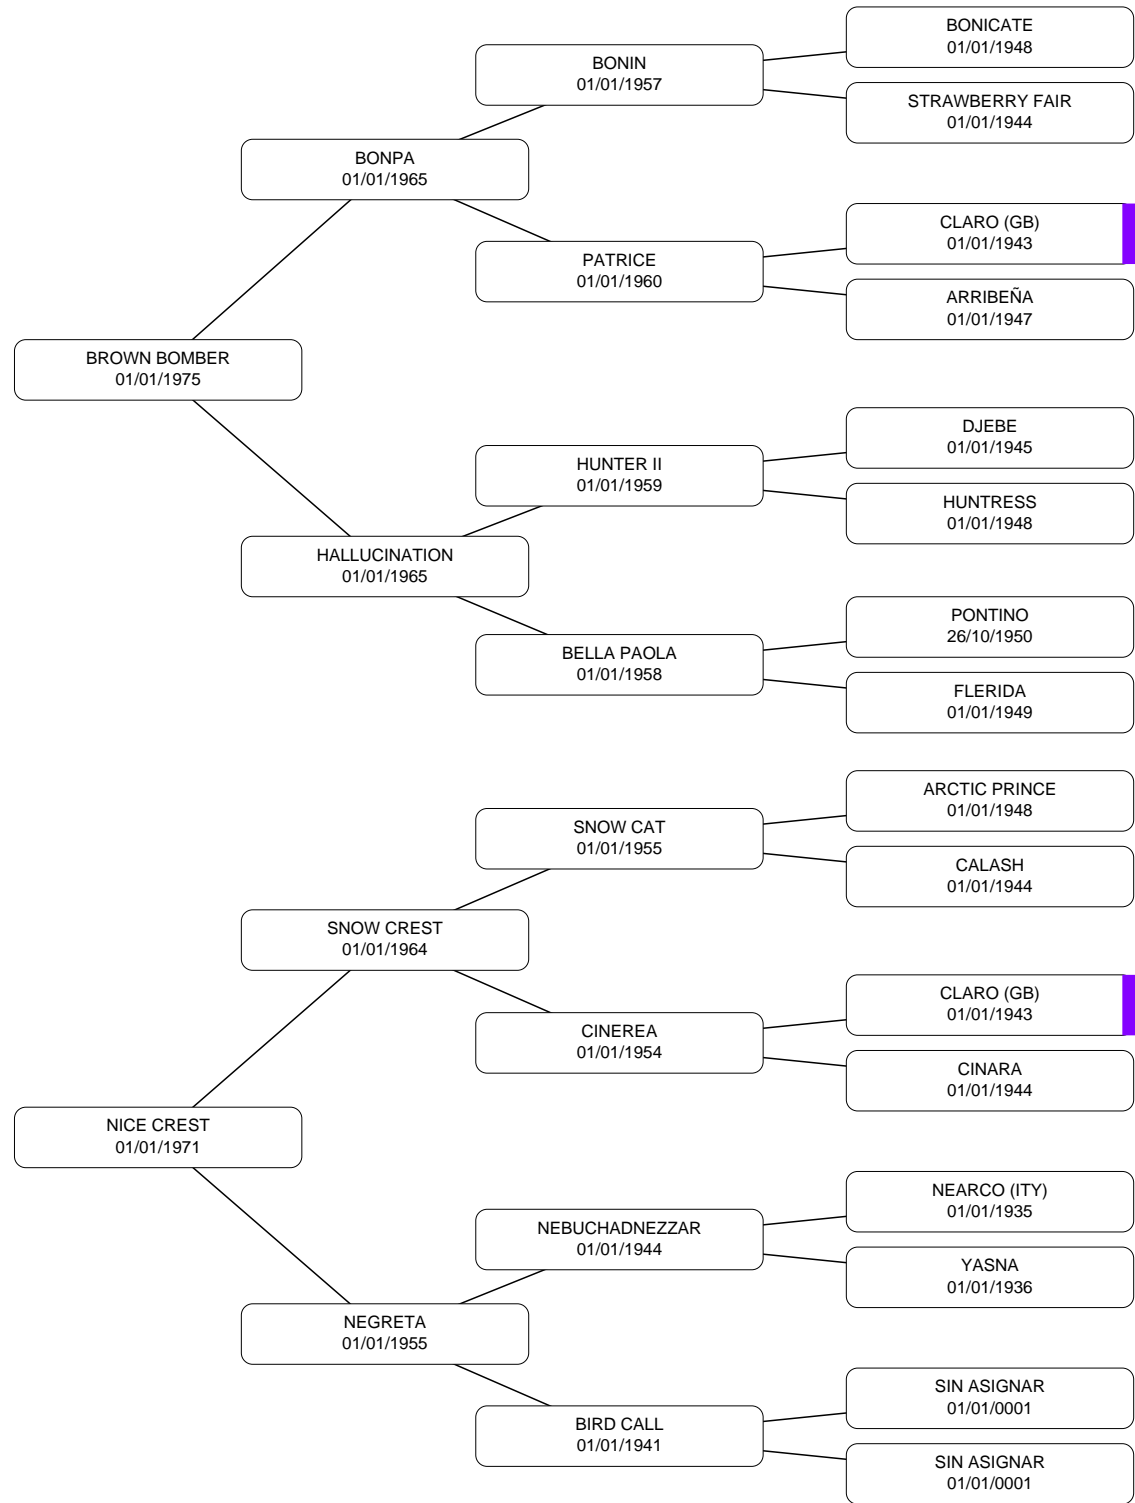 BONICATE
01/01/1948
BONIN
01/01/1957
STRAWBERRY FAIR
01/01/1944
BONPA
01/01/1965
CLARO (GB)
01/01/1943
PATRICE
01/01/1960
ARRIBEÑA
01/01/1947
BROWN BOMBER
01/01/1975
DJEBE
01/01/1945
HUNTER II
01/01/1959
HUNTRESS
01/01/1948
HALLUCINATION
01/01/1965
PONTINO
26/10/1950
BELLA PAOLA
01/01/1958
FLERIDA
01/01/1949
ARCTIC PRINCE
01/01/1948
SNOW CAT
01/01/1955
CALASH
01/01/1944
SNOW CREST
01/01/1964
CLARO (GB)
01/01/1943
CINEREA
01/01/1954
CINARA
01/01/1944
NICE CREST
01/01/1971
NEARCO (ITY)
01/01/1935
NEBUCHADNEZZAR
01/01/1944
YASNA
01/01/1936
NEGRETA
01/01/1955
SIN ASIGNAR
01/01/0001
BIRD CALL
01/01/1941
SIN ASIGNAR
01/01/0001